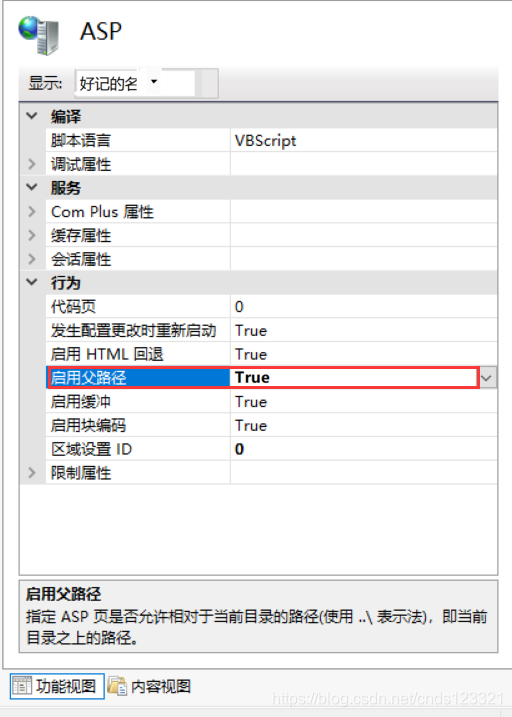 ASP
显示: 好记的名
编译
脚本语言 VBScript
调试属性
服务
Com Plus 属性
缓存属性
会话属性
行为
代码页 0
发生配置更改时重新启动 True
启用 HTML 回退 True
启用父路径 True
启用缓冲 True
启用块编码 True
区域设置 ID 0
限制属性
启用父路径
指定 ASP 页是否允许相对于当前目录的路径(使用 ..\ 表示法)，即当前
目录之上的路径。
功能视图 内容视图
https://blog.csdn.net/cnds123321